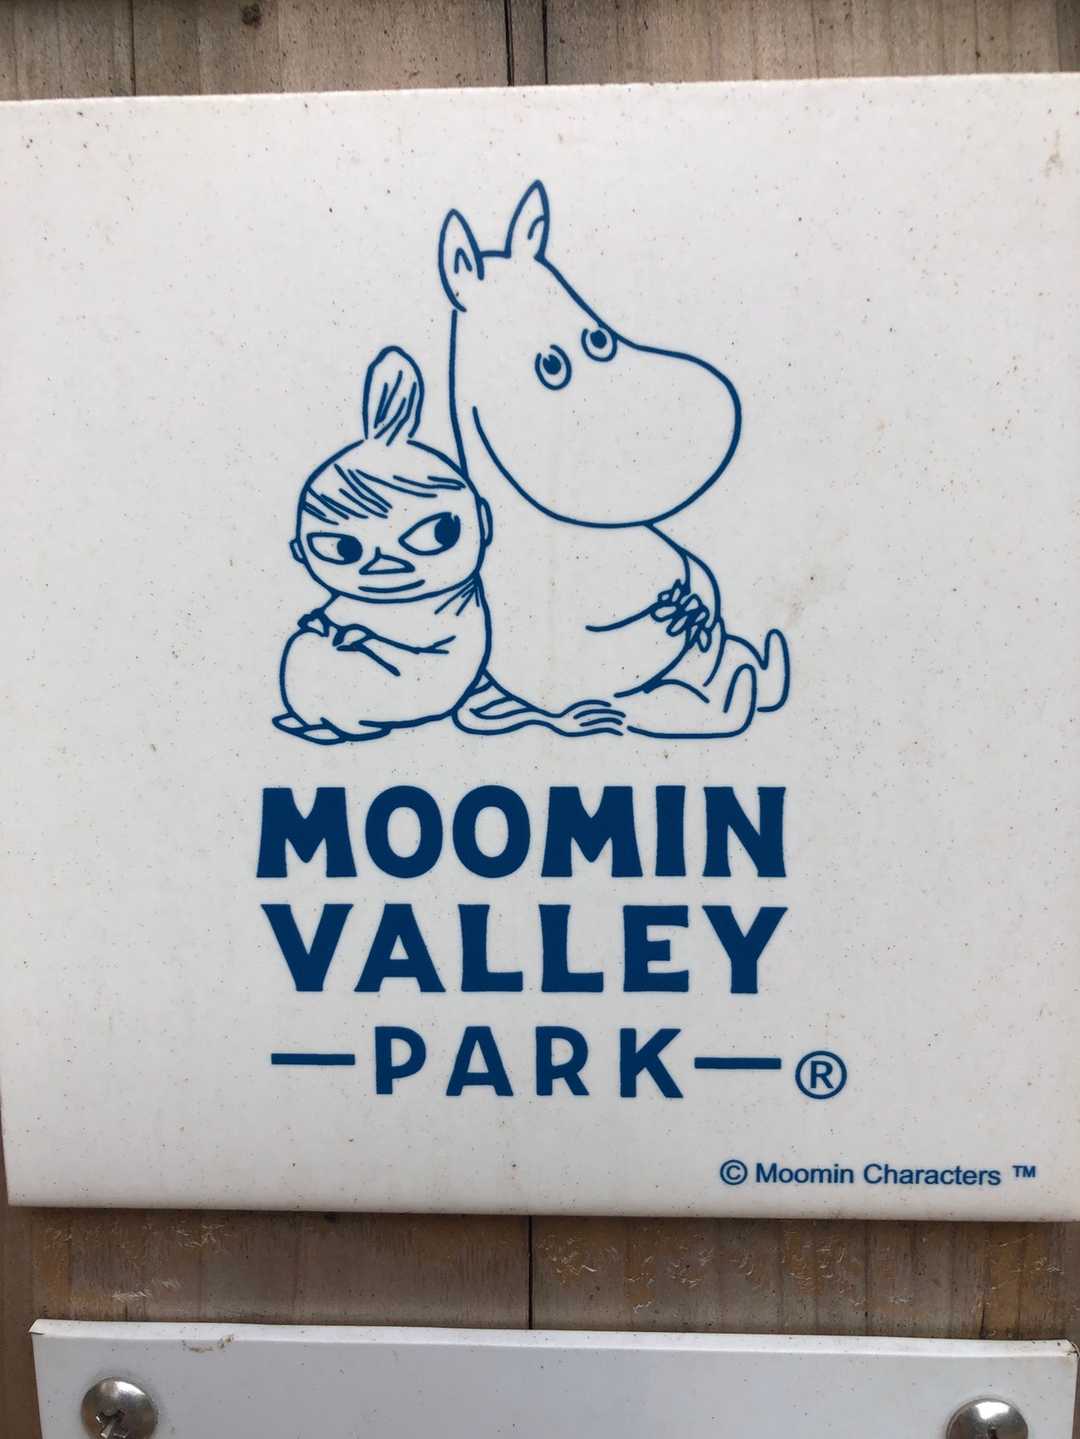 MOOMIN
VALLEY
—PARK—®
© Moomin Characters ™